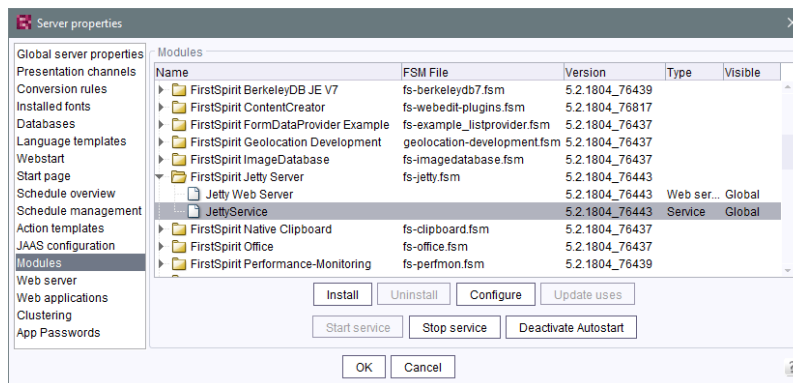 Server properties
Global server properties
Presentation channels
Conversion rules
Installed fonts
Databases
Language templates
Webstart
Start page
Schedule overview
Schedule management
Action templates
JAAS configuration
Modules
Web server
Web applications
Clustering
App Passwords
Modules
Name FSM File Version Type Visible
FirstSpirit BerkeleyDB JE V7 fs-berkeleydb7.fsm 5.2.1804_76439
FirstSpirit ContentCreator fs-webedit-plugins.fsm 5.2.1804_76817
FirstSpirit FormDataProvider Example fs-example_listprovider.fsm 5.2.1804_76437
FirstSpirit Geolocation Development geolocation-development.fsm 5.2.1804_76437
FirstSpirit ImageDatabase fs-imagedatabase.fsm 5.2.1804_76437
FirstSpirit Jetty Server fs-jetty.fsm 5.2.1804_76443
Jetty Web Server 5.2.1804_76443 Web ser... Global
JettyService 5.2.1804_76443 Service Global
FirstSpirit Native Clipboard fs-clipboard.fsm 5.2.1804_76437
FirstSpirit Office fs-office.fsm 5.2.1804_76437
FirstSpirit Performance-Monitoring fs-perfmon.fsm 5.2.1804_76439
Install Uninstall Configure Update uses
Start service Stop service Deactivate Autostart
OK Cancel